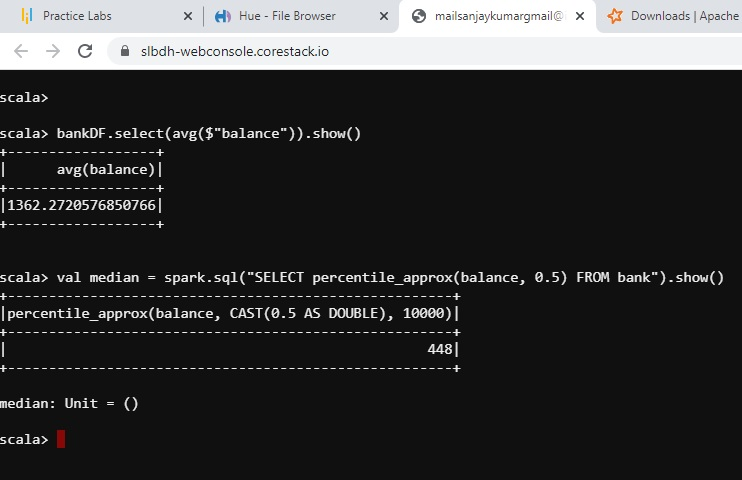 Practice Labs
Hue - File Browser
mailsanjaykumargmail@
Downloads | Apache
slbdh-webconsole.corestack.io
scala>
scala> bankDF.select(avg($"balance")).show()
+-----------------+
|     avg(balance)|
+-----------------+
|1362.2720576850766|
+-----------------+
scala> val median = spark.sql("SELECT percentile_approx(balance, 0.5) FROM bank").show()
+----------------------------------------------------+
|percentile_approx(balance, CAST(0.5 AS DOUBLE), 10000)|
+----------------------------------------------------+
|                                                 448|
+----------------------------------------------------+
median: Unit = ()
scala>